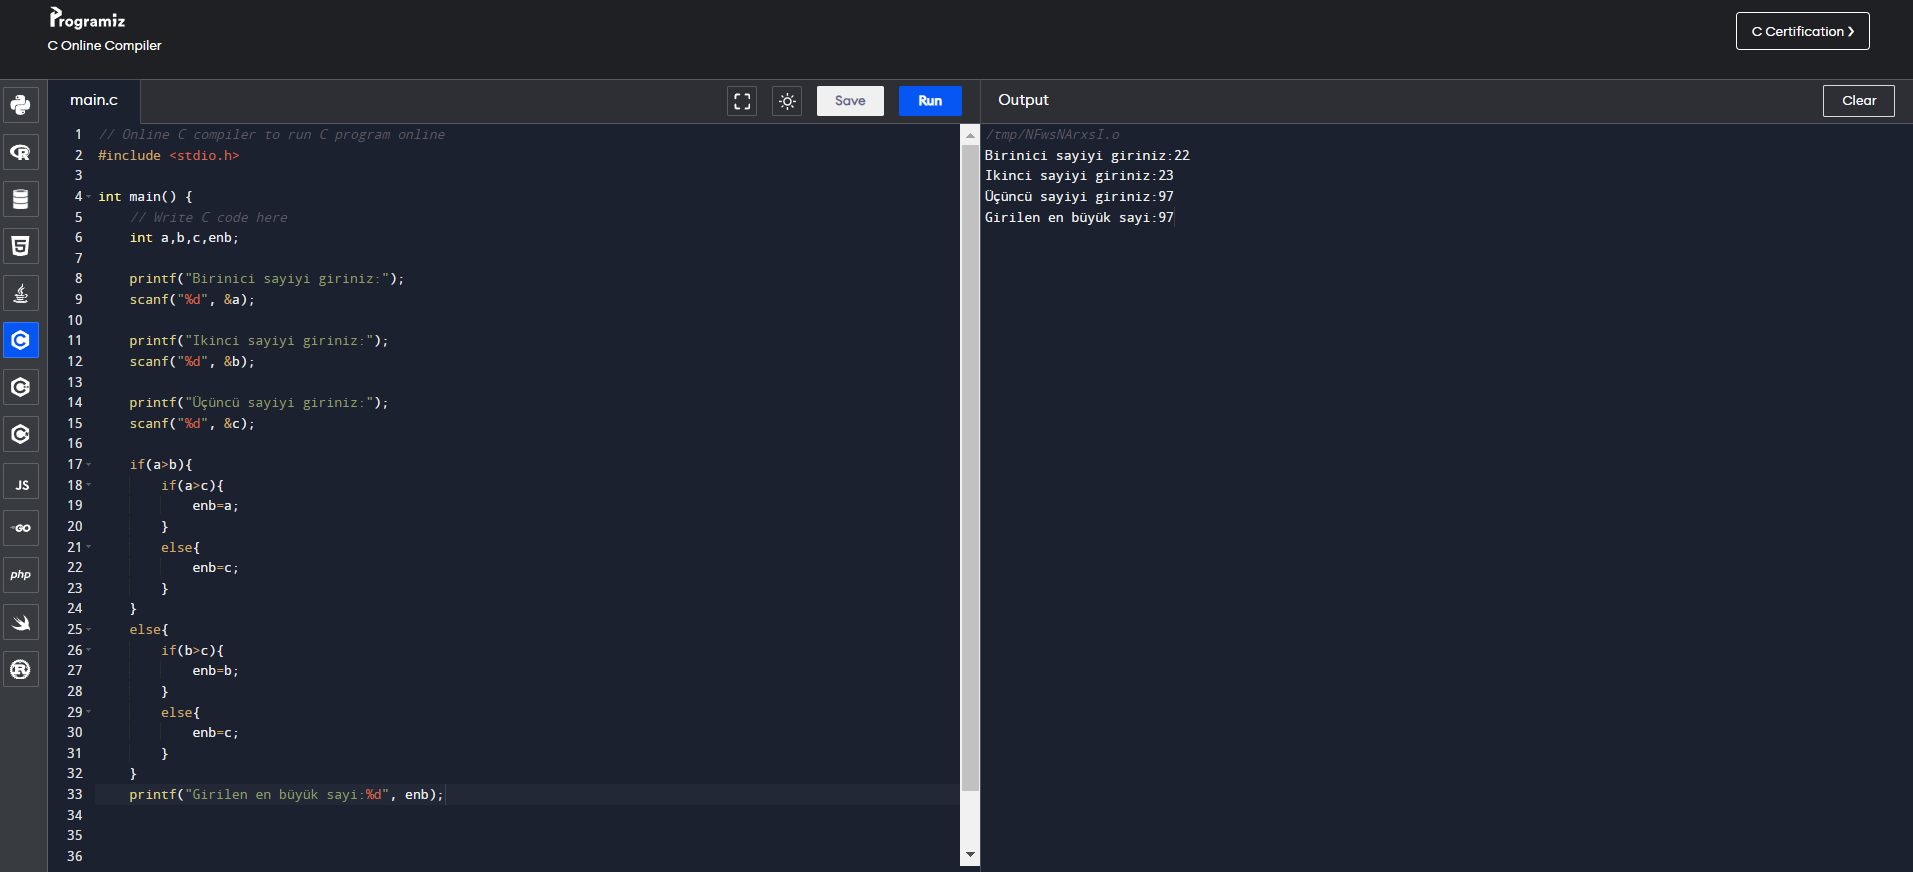 Programiz
C Online Compiler
C Certification ❯
main.c
Save
Run
Output
Clear
1 // Online C compiler to run C program online
2 #include <stdio.h>
3
4 int main() {
5     // Write C code here
6     int a,b,c,enb;
7
8     printf("Birinici sayiyi giriniz:");
9     scanf("%d", &a);
10
11     printf("Ikinci sayiyi giriniz:");
12     scanf("%d", &b);
13
14     printf("Üçüncü sayiyi giriniz:");
15     scanf("%d", &c);
16
17     if(a>b){
18         if(a>c){
19             enb=a;
20         }
21         else{
22             enb=c;
23         }
24     }
25     else{
26         if(b>c){
27             enb=b;
28         }
29         else{
30             enb=c;
31         }
32     }
33     printf("Girilen en büyük sayi:%d", enb);
34
35
36
/tmp/NFwsNArxsI.o
Birinici sayiyi giriniz:22
Ikinci sayiyi giriniz:23
Üçüncü sayiyi giriniz:97
Girilen en büyük sayi:97
R
5
C
C
C
JS
GO
php
R